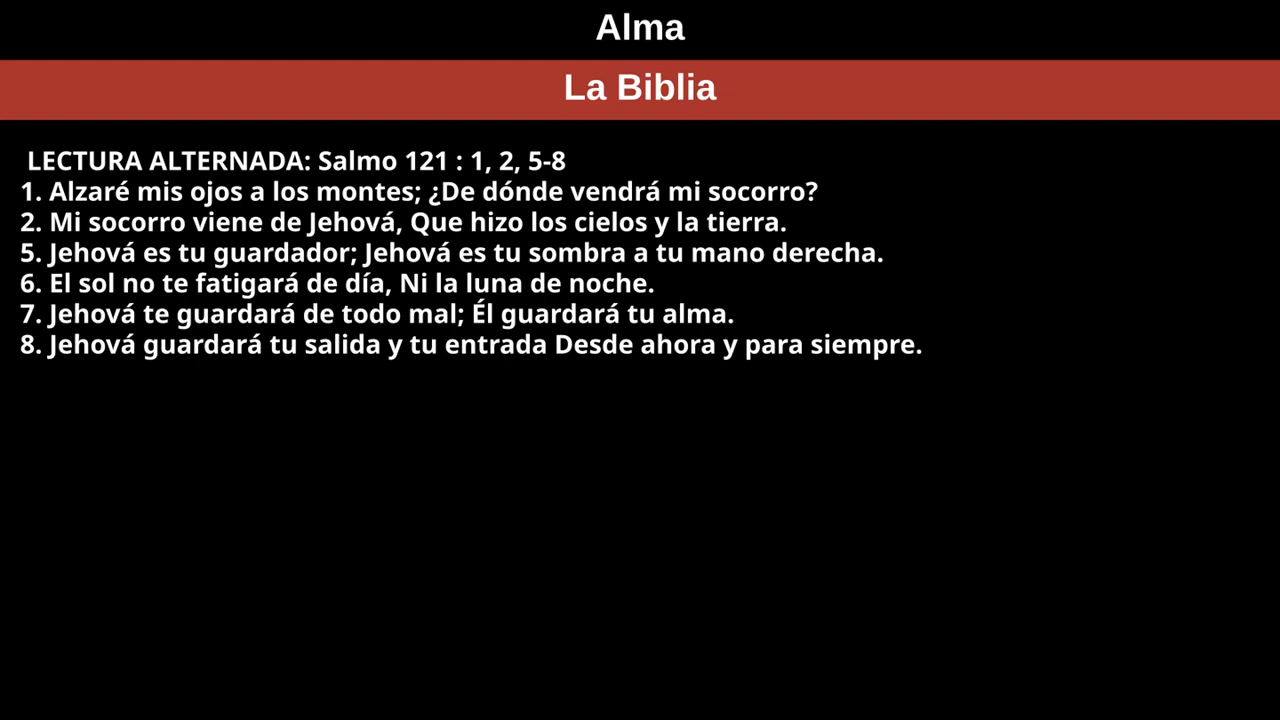 Alma
La Biblia
LECTURA ALTERNADA: Salmo 121 : 1, 2, 5-8
1. Alzaré mis ojos a los montes; ¿De dónde vendrá mi socorro?
2. Mi socorro viene de Jehová, Que hizo los cielos y la tierra.
5. Jehová es tu guardador; Jehová es tu sombra a tu mano derecha.
6. El sol no te fatigará de día, Ni la luna de noche.
7. Jehová te guardará de todo mal; Él guardará tu alma.
8. Jehová guardará tu salida y tu entrada Desde ahora y para siempre.